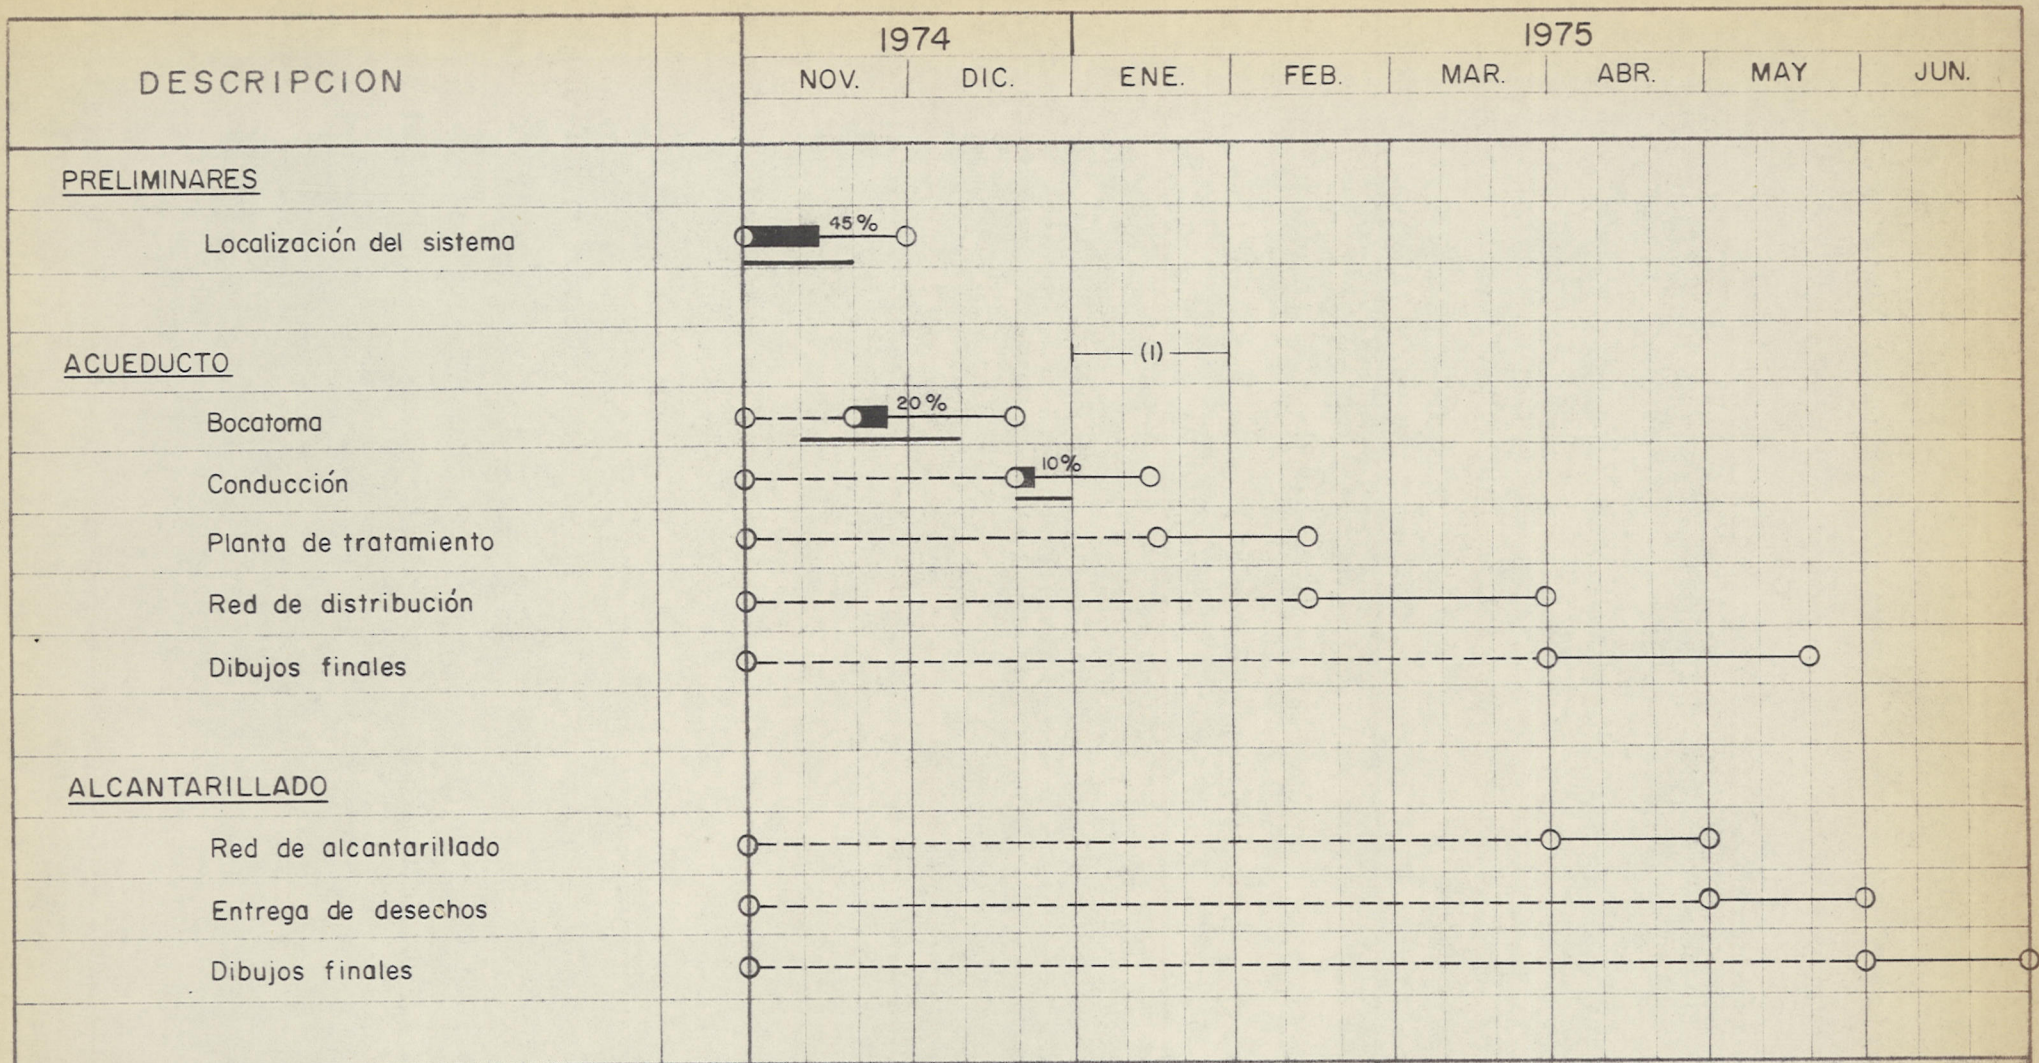 DESCRIPCION
1974
1975
NOV.
DIC.
ENE.
FEB.
MAR.
ABR.
MAY
JUN.
PRELIMINARES
Localización del sistema
45%
ACUEDUCTO
(1)
Bocatoma
20%
Conducción
10%
Planta de tratamiento
Red de distribución
Dibujos finales
ALCANTARILLADO
Red de alcantarillado
Entrega de desechos
Dibujos finales